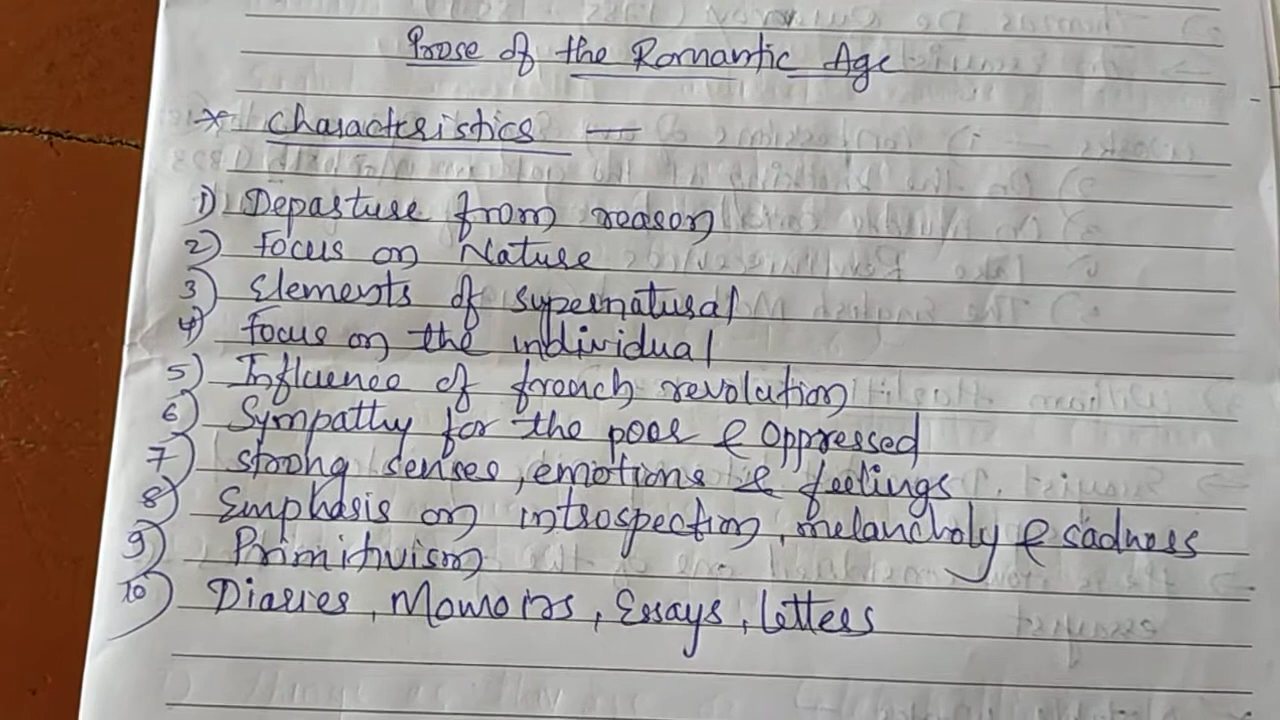 Prose of the Romantic Age
* Characteristics —
1) Departure from reason
2) Focus on Nature
3) Elements of supernatural
4) Focus on the individual
5) Influence of french revolution
6) Sympathy for the poor & oppressed
7) strong senses, emotions & feelings
8) Emphasis on introspection, melancholy & sadness
9) Primitivism
10) Diaries, Memoirs, Essays, letters